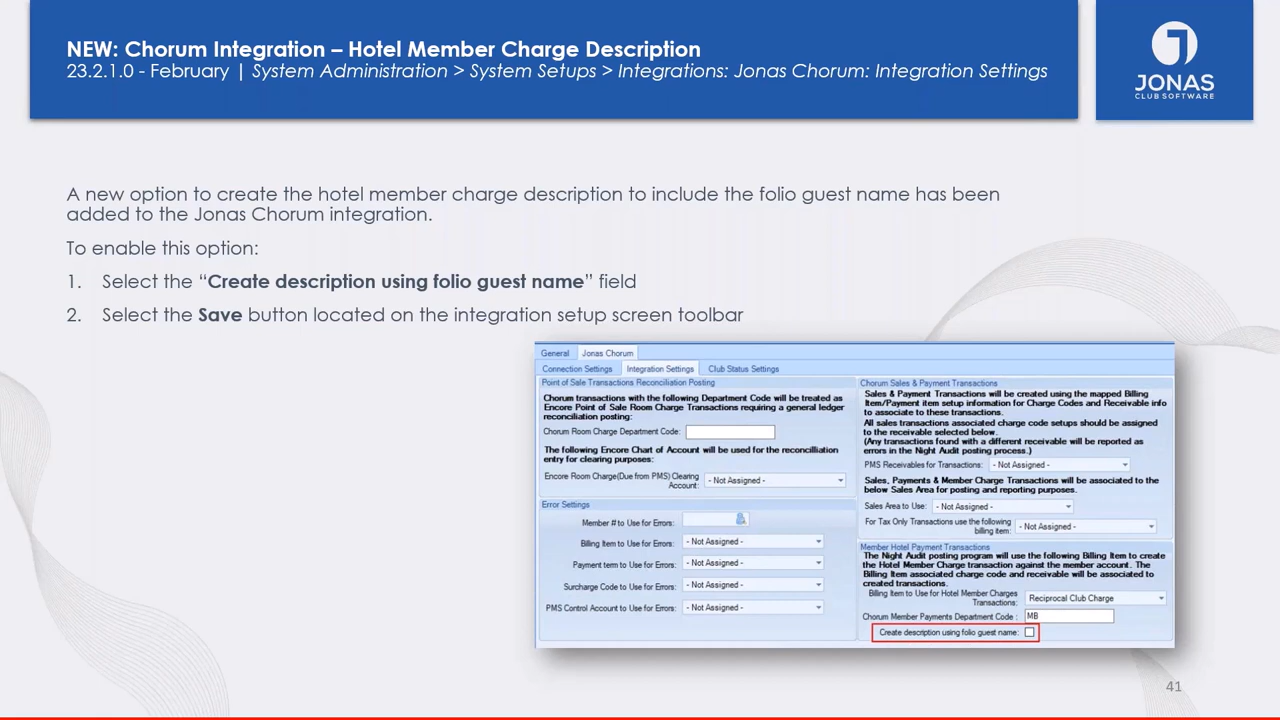 NEW: Chorum Integration – Hotel Member Charge Description
23.2.1.0 - February | System Administration > System Setups > Integrations: Jonas Chorum: Integration Settings
JONAS
CLUB SOFTWARE
A new option to create the hotel member charge description to include the folio guest name has been
added to the Jonas Chorum integration.
To enable this option:
1. Select the “Create description using folio guest name” field
2. Select the Save button located on the integration setup screen toolbar
General Jonas Chorum
Connection Settings Integration Settings Club Status Settings
Point of Sale Transactions Reconciliation Posting
Chorum transactions with the following Department Code will be treated as
Encore Point of Sale Room Charge Transactions requiring a general ledger
reconciliation posting:
Chorum Room Charge Department Code:
The following Encore Chart of Account will be used for the reconciliation
entry for clearing purposes:
Encore Room Charge(Due from PMS) Clearing
Account: - Not Assigned -
Error Settings
Member # to Use for Errors:
Billing Item to Use for Errors: - Not Assigned -
Payment term to Use for Errors: - Not Assigned -
Surcharge Code to Use for Errors: - Not Assigned -
PMS Control Account to Use for Errors: - Not Assigned -
Chorum Sales & Payment Transactions
Sales & Payment Transactions will be created using the mapped Billing
Item/Payment item setup information for Charge Codes and Receivable info
to associate to these transactions.
All sales transactions associated charge code setups should be assigned
to the receivable selected below.
(Any transactions found with a different receivable will be reported as
errors in the Night Audit posting process.)
PMS Receivables for Transactions: - Not Assigned -
Sales, Payments & Member Charge Transactions will be associated to the
below Sales Area for posting and reporting purposes.
Sales Area to Use: - Not Assigned -
For Tax Only Transactions use the following
billing item: - Not Assigned -
Member Hotel Payment Transactions
The Night Audit posting program will use the following Billing Item to create
the Hotel Member Charge transaction against the member account. The
Billing Item associated charge code and receivable will be associated to
created transactions.
Billing Item to Use for Hotel Member Charges
Transactions: Reciprocal Club Charge
Chorum Member Payments Department Code : MB
Create description using folio guest name:
41